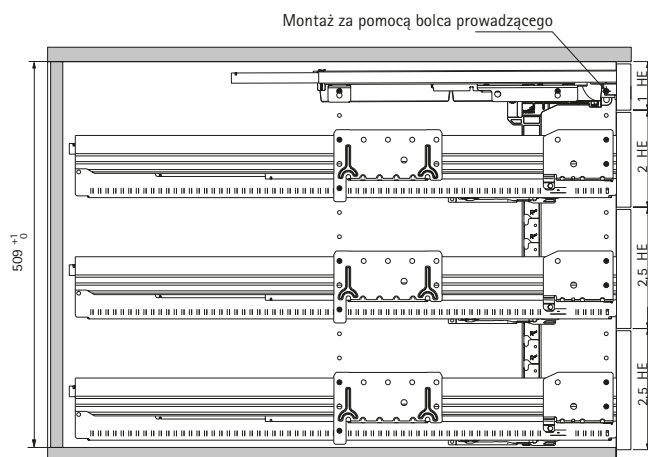 Montaż za pomocą bolca prowadzącego
1 HE
2 HE
2,5 HE
2,5 HE
509 +1 0